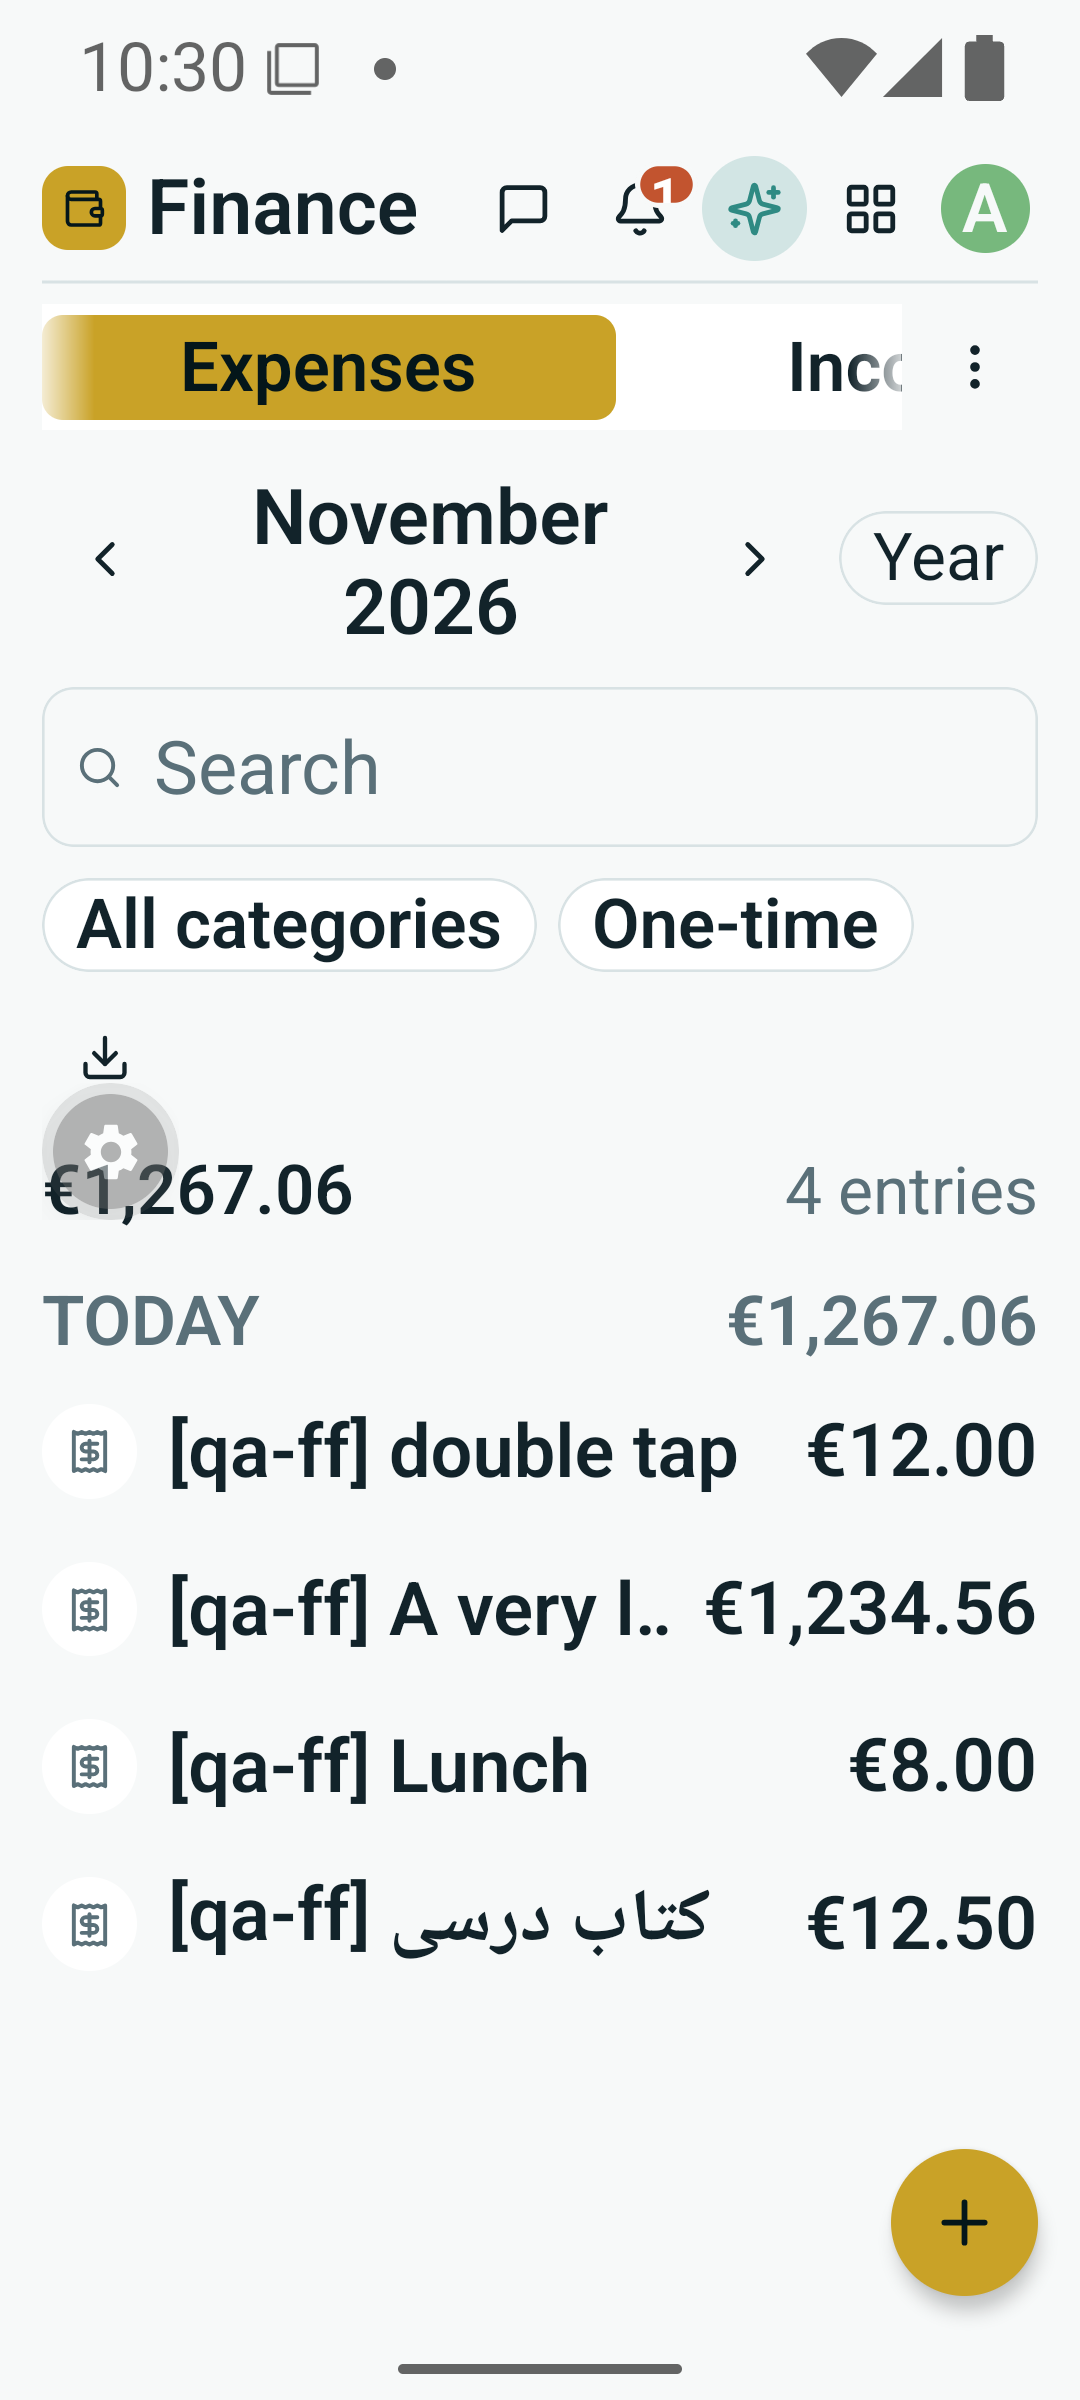 10:30
Finance
1
A
Expenses
Inco
November
2026
Year
Search
All categories
One-time
€1,267.06
4 entries
TODAY
€1,267.06
[qa-ff] double tap
€12.00
[qa-ff] A very l..
€1,234.56
[qa-ff] Lunch
€8.00
[qa-ff] کتاب درسی
€12.50